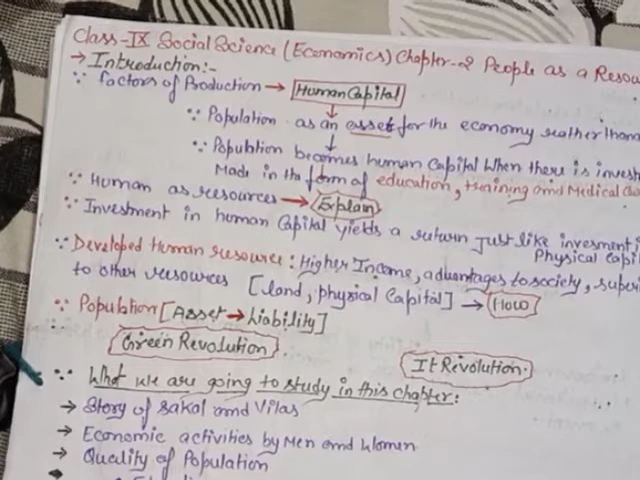 Class-IX Social Science (Economics) Chapter-2 People as a Resou
→ Introduction:-
∵ factors of Production → Human Capital
∵ Population as an asset for the economy rather than
∵ Population becomes human Capital when there is invest
Made in the form of education, training and Medical
∵ Human as resources → Explain
∵ Investment in human Capital yields a return just like invesment
Physical Capi
∵ Developed Human resource: Higher Income, advantages to society, superi
to other resources [land, physical Capital] → How
∵ Population [Asset → Liability]
Green Revolution
It Revolution.
∵ What we are going to study in this chapter:
→ Story of Sakal and Vilas
→ Economic activities by Men and Women
→ Quality of Population